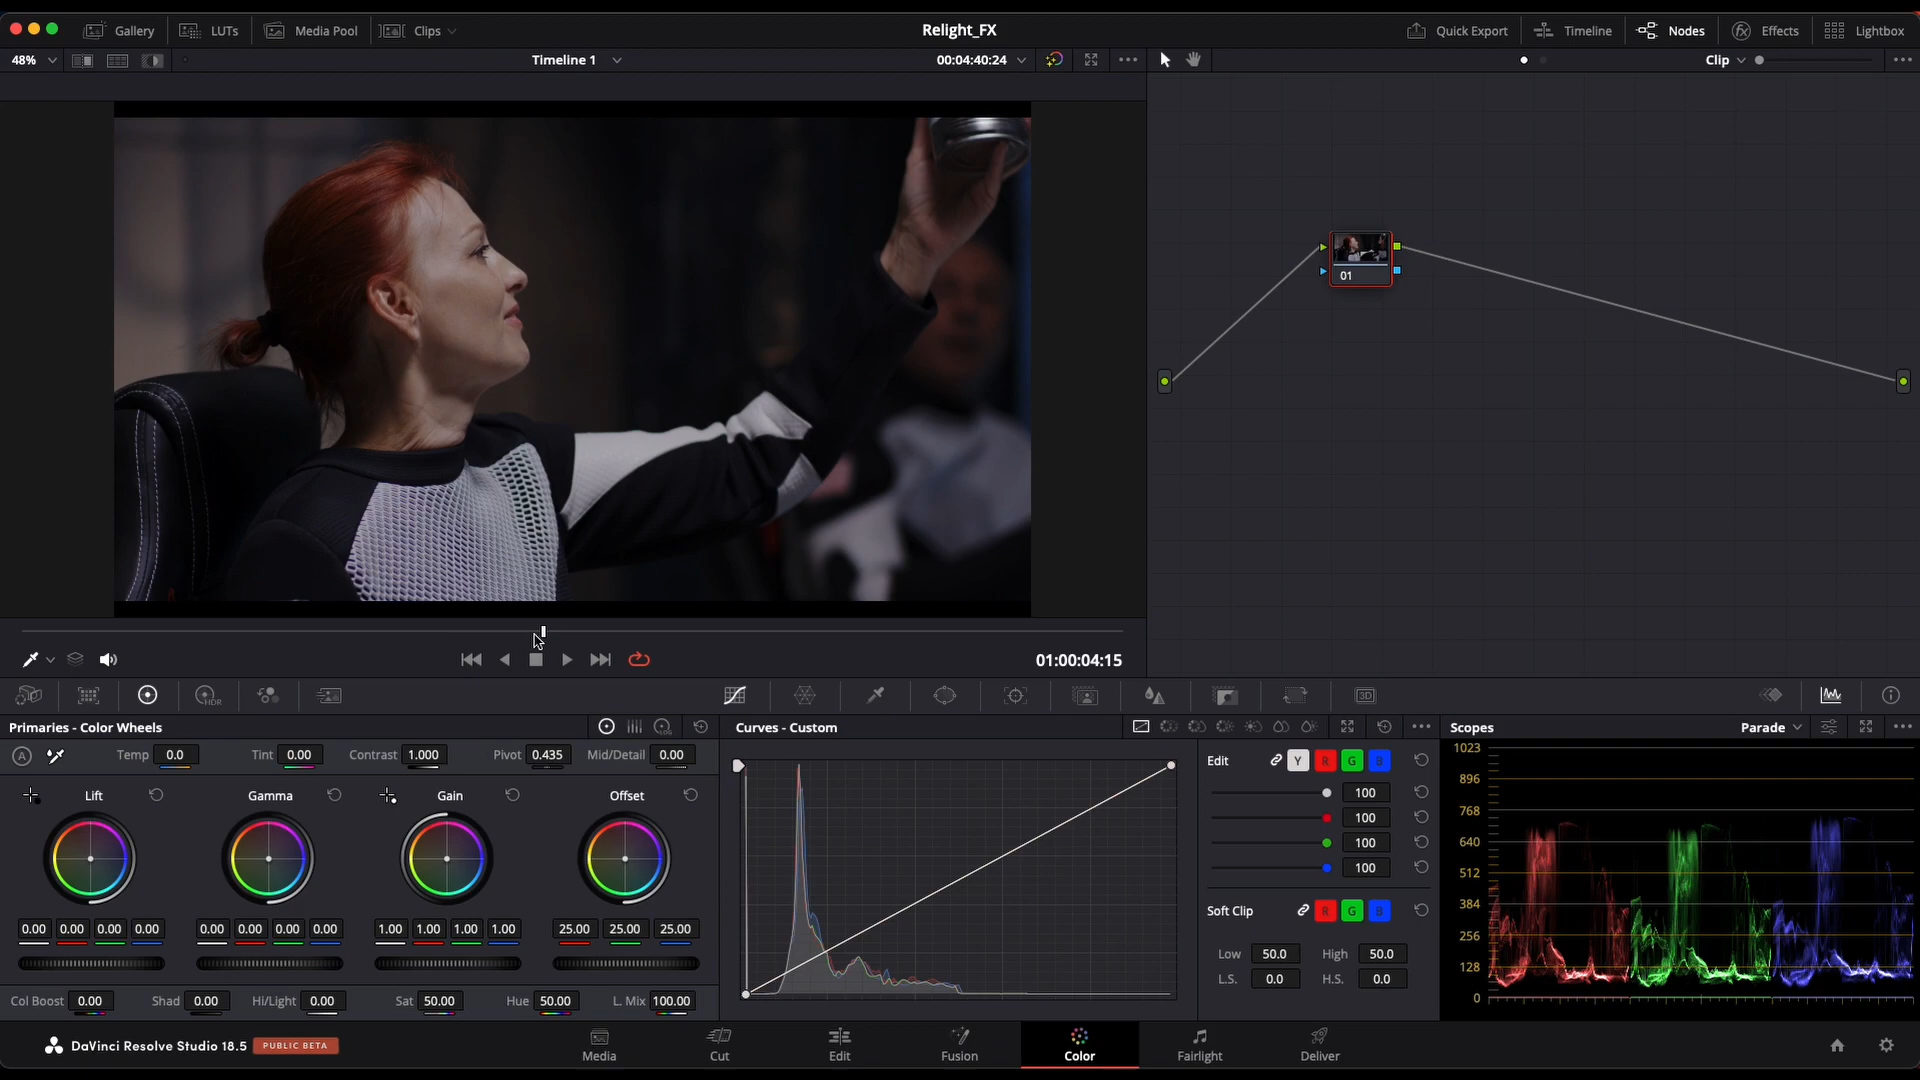 Gallery LUTs Media Pool Clips Relight_FX Quick Export Timeline Nodes Effects Lightbox
48% Timeline 1 00:04:40:24 Clip
01
01:00:04:15
HDR LOG 3D
Primaries - Color Wheels Curves - Custom Scopes Parade
A Temp 0.0 Tint 0.00 Contrast 1.000 Pivot 0.435 Mid/Detail 0.00
Lift Gamma Gain Offset
0.00 0.00 0.00 0.00 0.00 0.00 0.00 0.00 1.00 1.00 1.00 1.00 25.00 25.00 25.00
Col Boost 0.00 Shad 0.00 Hi/Light 0.00 Sat 50.00 Hue 50.00 L. Mix 100.00
Edit Y R G B
100
100
100
100
Soft Clip R G B
Low 50.0 High 50.0
L.S. 0.0 H.S. 0.0
1023
896
768
640
512
384
256
128
0
DaVinci Resolve Studio 18.5 PUBLIC BETA
Media Cut Edit Fusion Color Fairlight Deliver